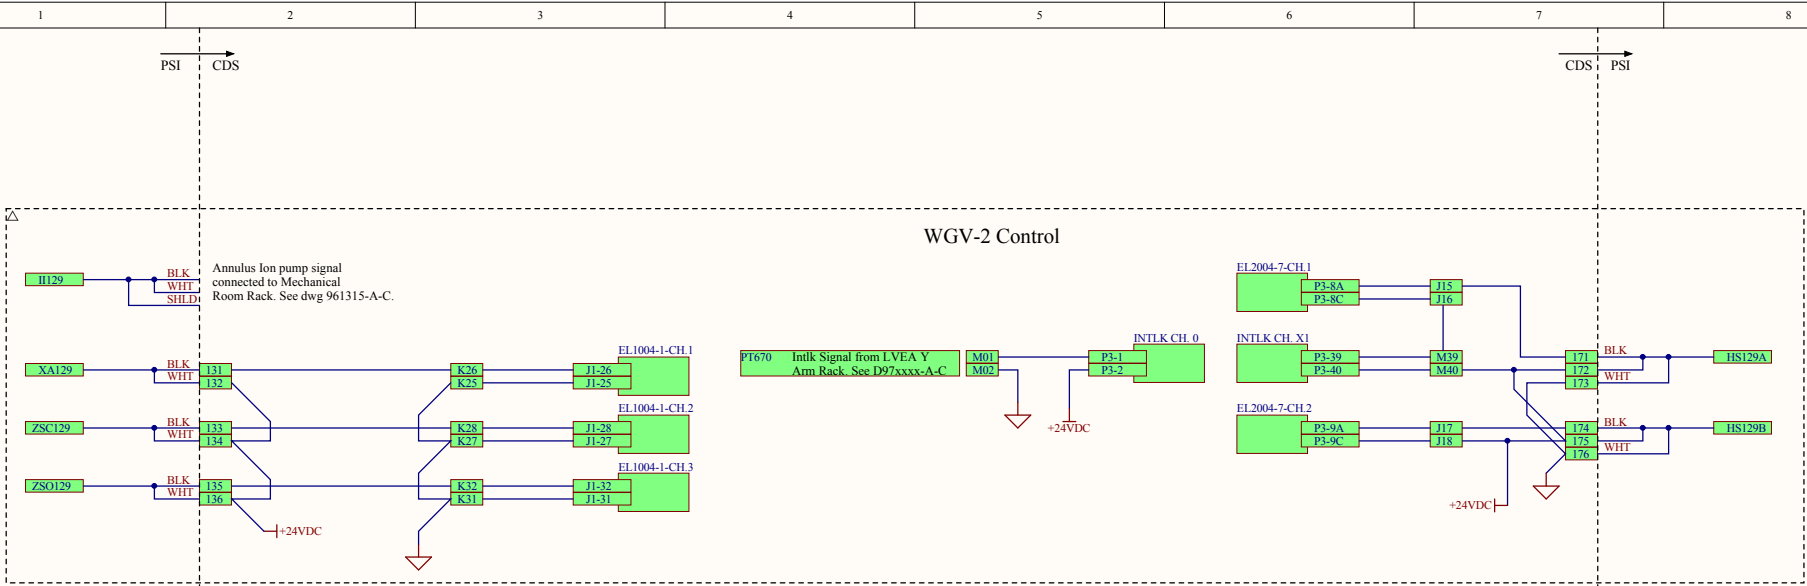 1 2 3 4 5 6 7 8
PSI CDS
CDS PSI
WGV-2 Control
II129
BLK
WHT
SHLD
Annulus Ion pump signal
connected to Mechanical
Room Rack. See dwg 961315-A-C.
XA129
BLK
WHT
131
132
K26
K25
EL1004-1-CH.1
J1-26
J1-25
ZSC129
BLK
WHT
133
134
K28
K27
EL1004-1-CH.2
J1-28
J1-27
ZSO129
BLK
WHT
135
136
K32
K31
EL1004-1-CH.3
J1-32
J1-31
+24VDC
PT670
Intlk Signal from LVEA Y
Arm Rack. See D97xxxx-A-C
M01
M02
INTLK CH. 0
P3-1
P3-2
+24VDC
EL2004-7-CH.1
P3-8A
P3-8C
J15
J16
INTLK CH. X1
P3-39
P3-40
M39
M40
EL2004-7-CH.2
P3-9A
P3-9C
J17
J18
+24VDC
171
172
173
BLK
WHT
HS129A
174
175
176
BLK
WHT
HS129B